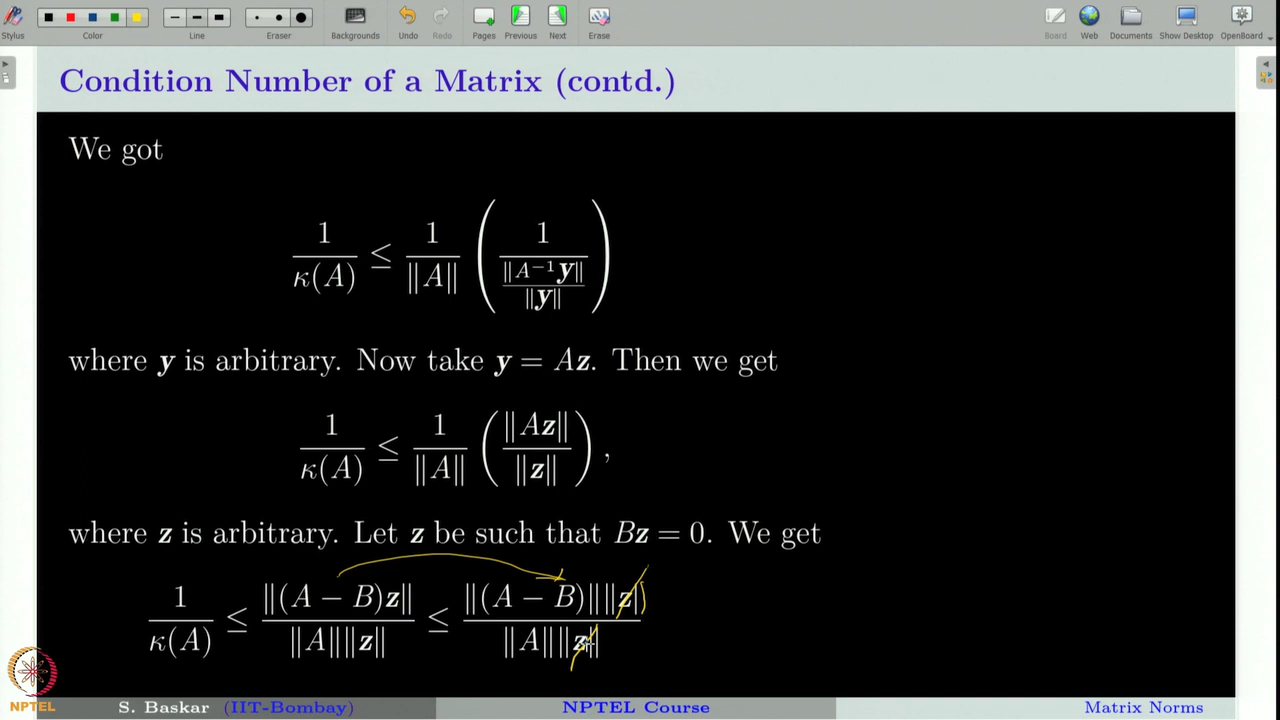 Stylus Color Line Eraser Backgrounds Undo Redo Pages Previous Next Erase Board Web Documents Show Desktop OpenBoard
Condition Number of a Matrix (contd.)
We got
1/κ(A) ≤ 1/‖A‖ (1/(‖A⁻¹y‖/‖y‖))
where y is arbitrary. Now take y = Az. Then we get
1/κ(A) ≤ 1/‖A‖ (‖Az‖/‖z‖),
where z is arbitrary. Let z be such that Bz = 0. We get
1/κ(A) ≤ ‖(A − B)z‖/‖A‖‖z‖ ≤ ‖(A − B)‖‖z‖/‖A‖‖z‖
NPTEL
S. Baskar (IIT-Bombay) NPTEL Course Matrix Norms